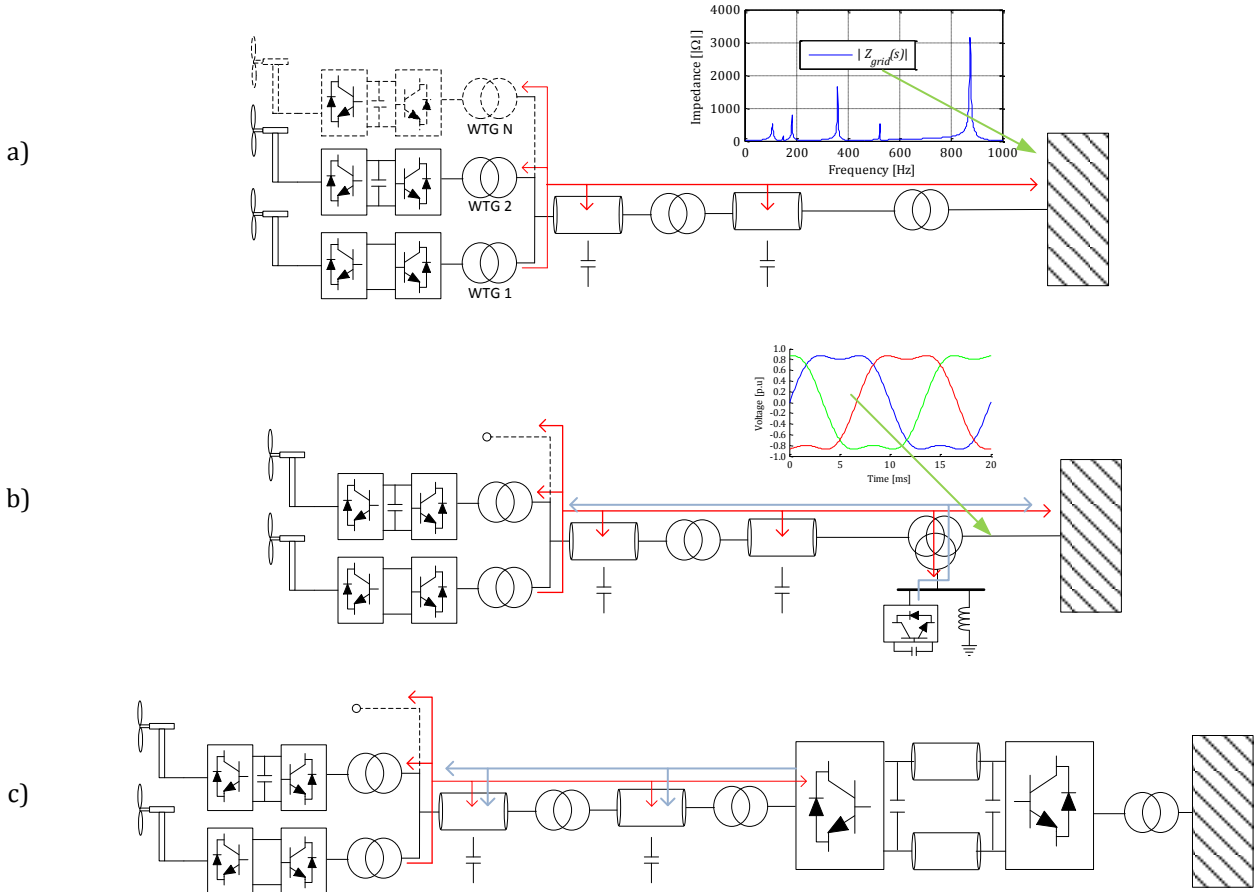 a)
WTG N
WTG 2
WTG 1
4000
3000
2000
1000
0
0 200 400 600 800 1000
Impedance [|Ω|]
Frequency [Hz]
| Z_grid(s)|
b)
1.0
0.8
0.6
0.4
0.2
0.0
-0.2
-0.4
-0.6
-0.8
-1.0
0 5 10 15 20
Voltage [p.u]
Time [ms]
c)